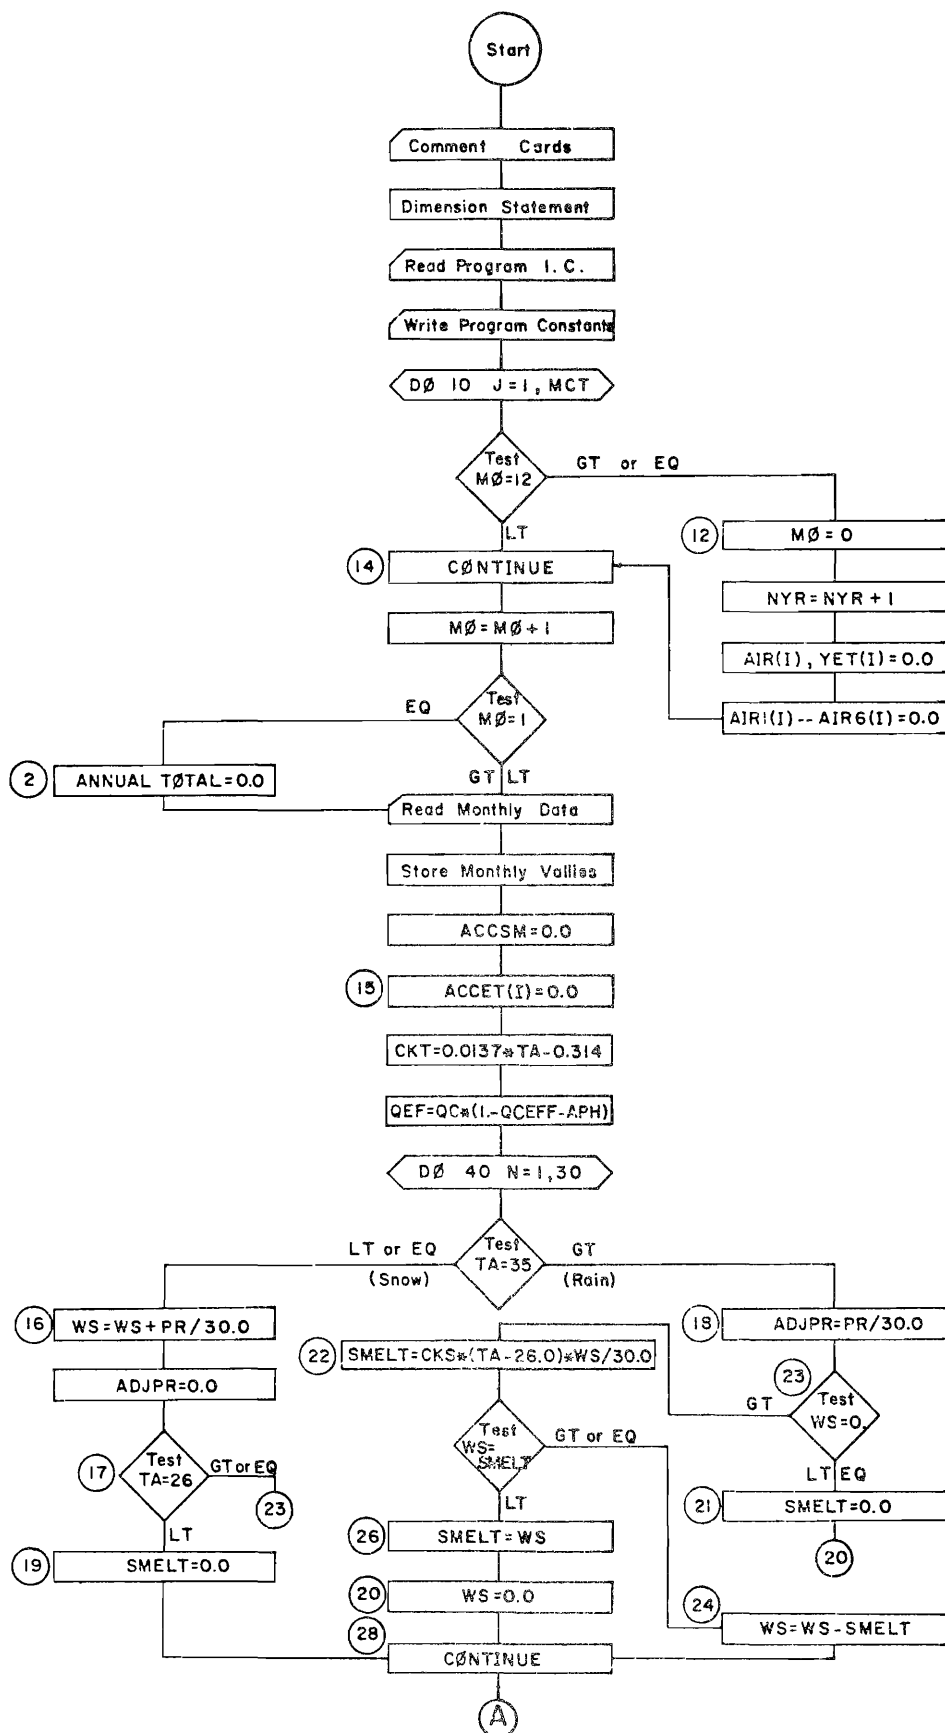 Start
Comment Cards
Dimension Statement
Read Program I.C.
Write Program Constants
DØ 10 J=1, MCT
Test
MØ=12
GT or EQ
LT
12
MØ=0
14
CØNTINUE
NYR=NYR+1
MØ=MØ+1
AIR(I), YET(I)=0.0
Test
MØ=1
EQ
AIR1(I)--AIR6(I)=0.0
GT LT
2
ANNUAL TØTAL=0.0
Read Monthly Data
Store Monthly Vallies
ACCSM=0.0
15
ACCET(I)=0.0
CKT=0.0137*TA-0.314
QEF=QC*(1.-QCEFF-APH)
DØ 40 N=1,30
LT or EQ
(Snow)
Test
TA=35
GT
(Rain)
16
WS=WS+PR/30.0
18
ADJPR=PR/30.0
22
SMELT=CKS*(TA-26.0)*WS/30.0
ADJPR=0.0
23
GT
Test
WS=0.
Test
WS=
SMELT
GT or EQ
17
Test
TA=26
GT or EQ
23
LT EQ
LT
21
SMELT=0.0
LT
26
SMELT=WS
20
19
SMELT=0.0
20
WS=0.0
24
WS=WS-SMELT
28
CØNTINUE
A